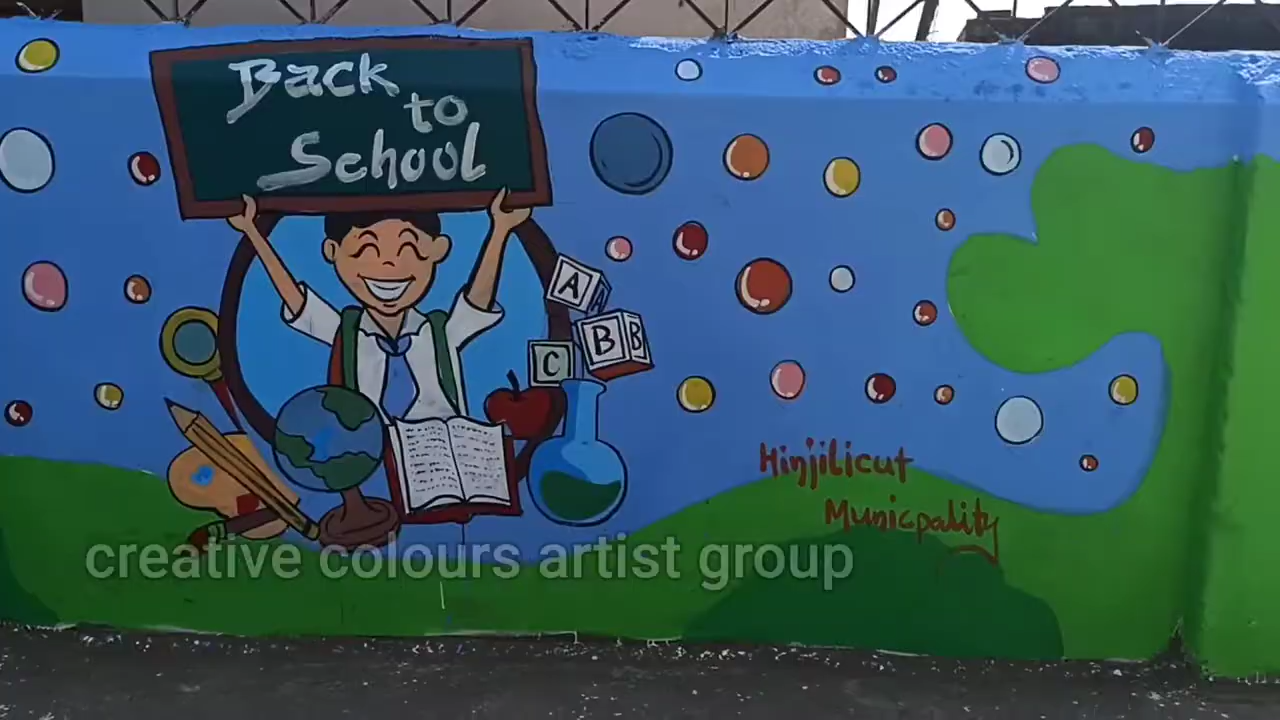 Back
to
School
A
A
B
B
C
Hinjilicut
Municpality
creative colours artist group